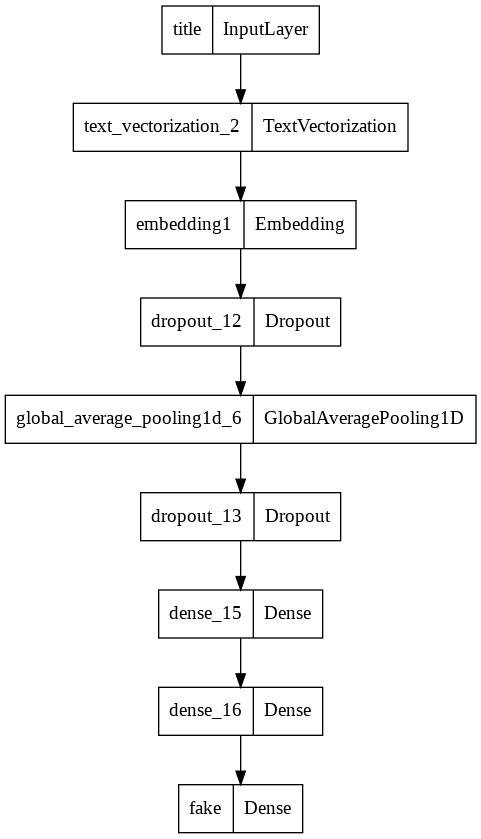 title InputLayer
text_vectorization_2 TextVectorization
embedding1 Embedding
dropout_12 Dropout
global_average_pooling1d_6 GlobalAveragePooling1D
dropout_13 Dropout
dense_15 Dense
dense_16 Dense
fake Dense